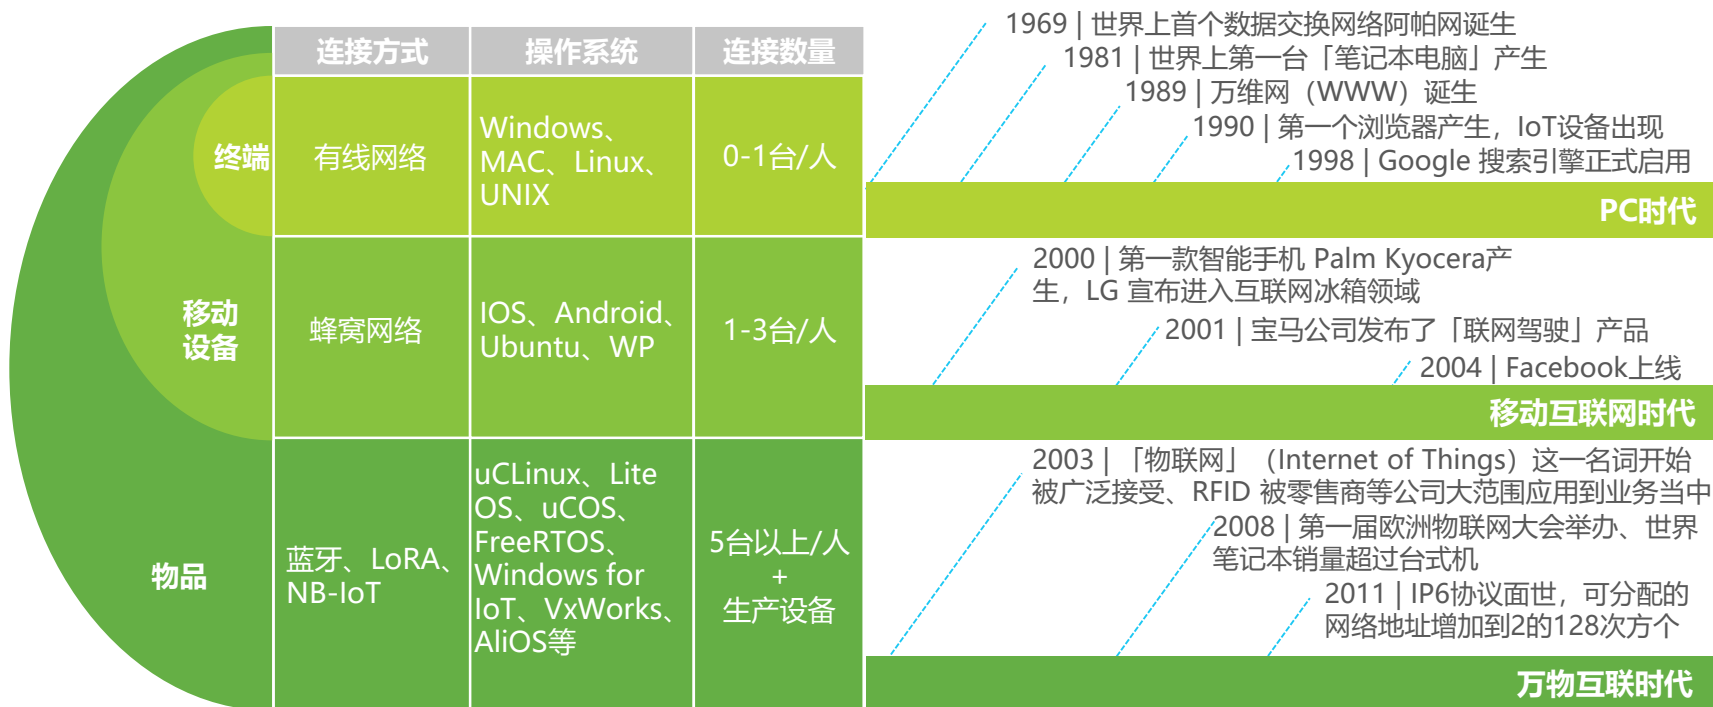 连接方式
操作系统
连接数量
终端
有线网络
Windows、
MAC、Linux、
UNIX
0-1台/人
移动
设备
蜂窝网络
IOS、Android、
Ubuntu、WP
1-3台/人
物品
蓝牙、LoRA、
NB-IoT
uCLinux、Lite
OS、uCOS、
FreeRTOS、
Windows for
IoT、VxWorks、
AliOS等
5台以上/人
+
生产设备
1969 | 世界上首个数据交换网络阿帕网诞生
1981 | 世界上第一台「笔记本电脑」产生
1989 | 万维网（WWW）诞生
1990 | 第一个浏览器产生，IoT设备出现
1998 | Google 搜索引擎正式启用
PC时代
2000 | 第一款智能手机 Palm Kyocera产
生，LG 宣布进入互联网冰箱领域
2001 | 宝马公司发布了「联网驾驶」产品
2004 | Facebook上线
移动互联网时代
2003 | 「物联网」（Internet of Things）这一名词开始
被广泛接受、RFID 被零售商等公司大范围应用到业务当中
2008 | 第一届欧洲物联网大会举办、世界
笔记本销量超过台式机
2011 | IP6协议面世，可分配的
网络地址增加到2的128次方个
万物互联时代